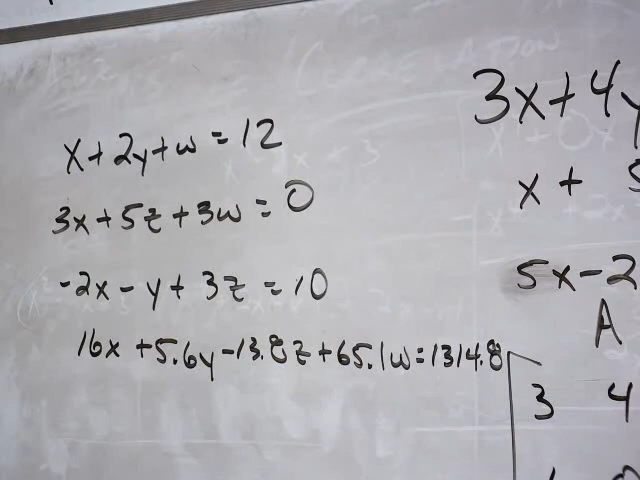 x + 2y + w = 12
3x + 5z + 3w = 0
-2x - y + 3z = 10
16x + 5.6y - 13.8z + 65.1w = 1314.8
3x + 4y
x + 5
5x - 2
A
3 4